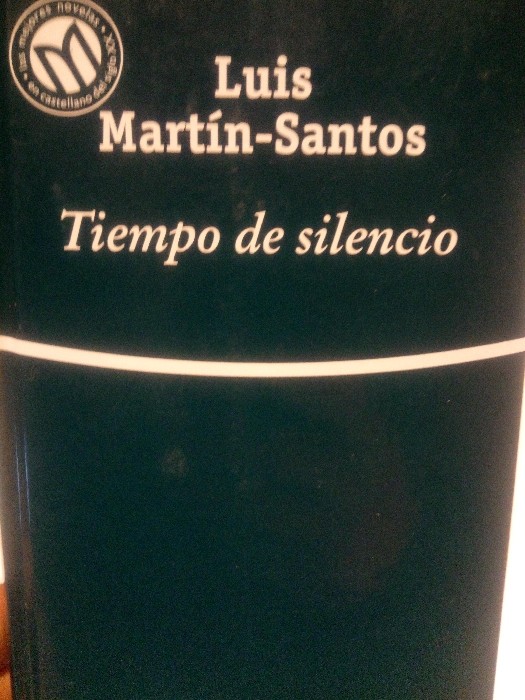 las mejores novelas • en castellano del siglo XX •
Luis
Martín-Santos
Tiempo de silencio